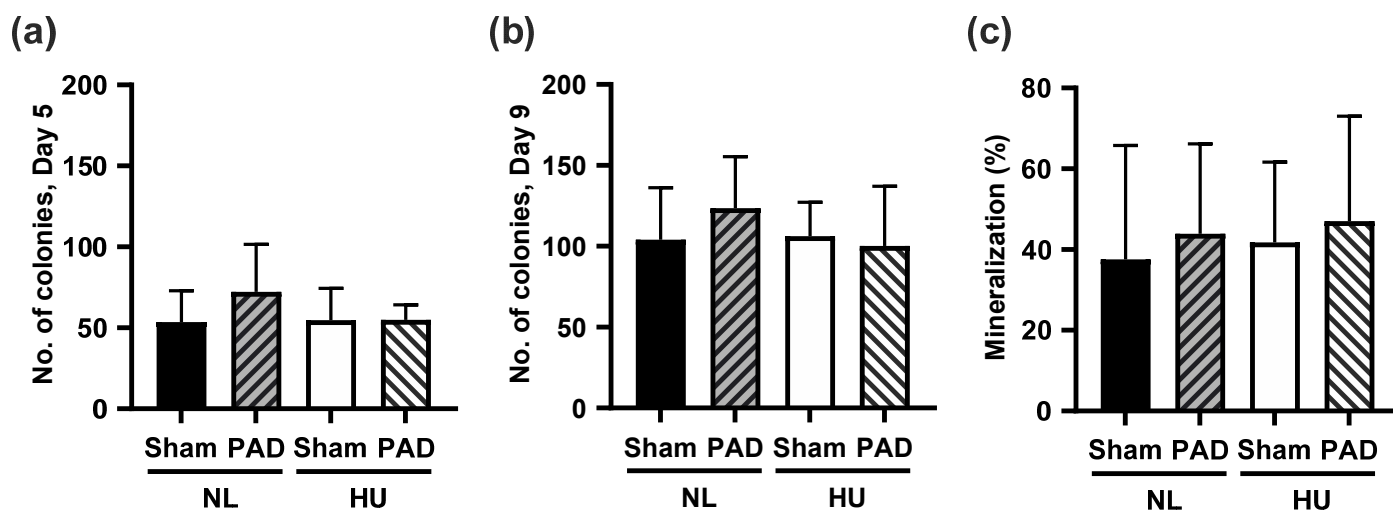 (a)
No. of colonies, Day 5
200
150
100
50
0
Sham PAD Sham PAD
NL HU
(b)
No. of colonies, Day 9
200
150
100
50
0
Sham PAD Sham PAD
NL HU
(c)
Mineralization (%)
80
60
40
20
0
Sham PAD Sham PAD
NL HU